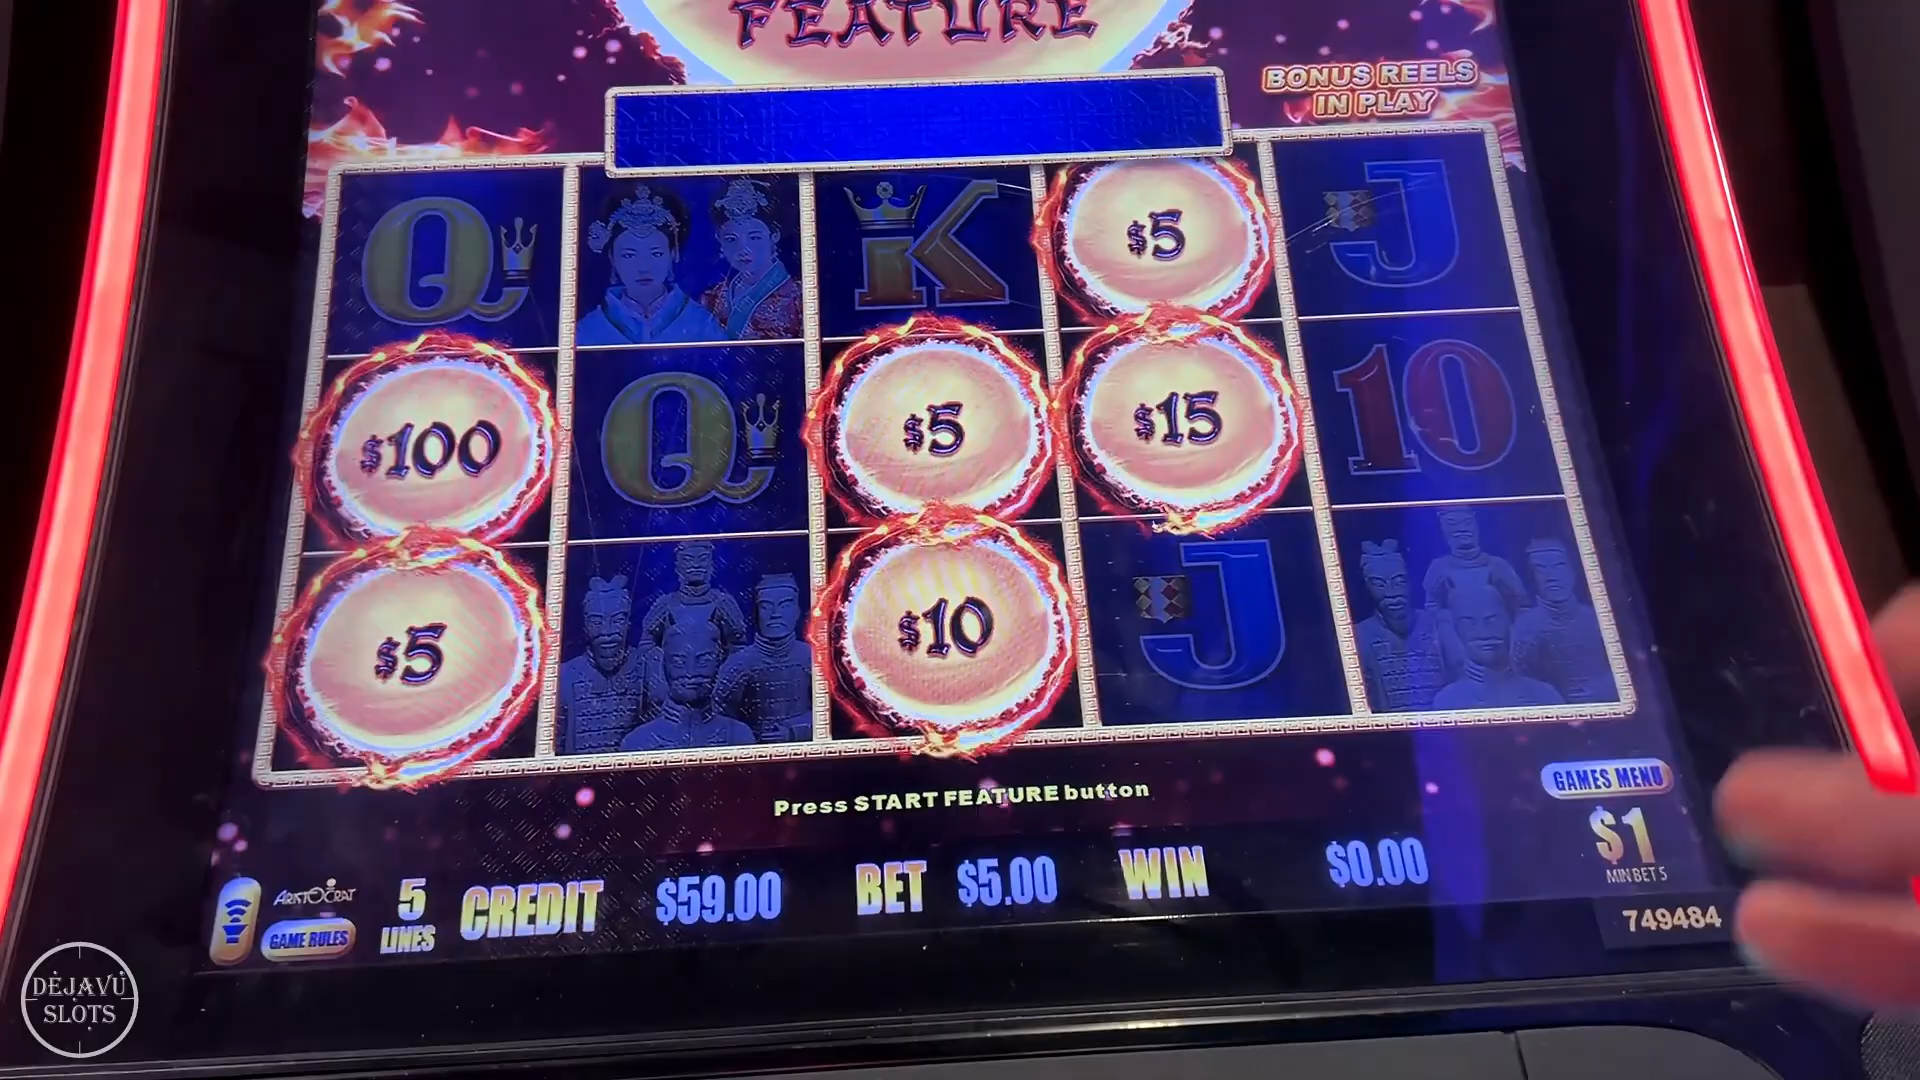 FEATURE
BONUS REELS
IN PLAY
Q
K
$5
J
$100
Q
$5
$15
10
$5
$10
J
Press START FEATURE button
GAMES MENU
$1
MIN BET 5
ARISTOCRAT
GAME RULES
5
LINES
CREDIT $59.00
BET $5.00
WIN $0.00
749484
DEJAVU
SLOTS